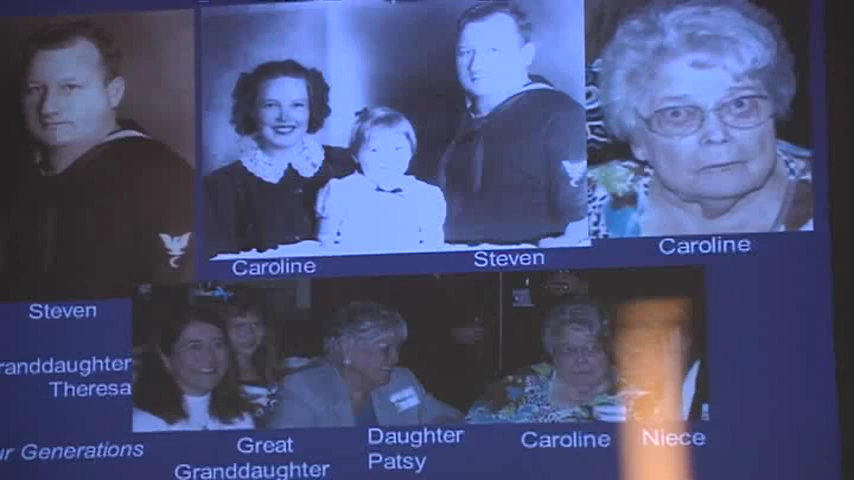 Caroline
Steven
Caroline
Steven
randdaughter
Theresa
ur Generations
Great
Granddaughter
Daughter
Patsy
Caroline
Niece